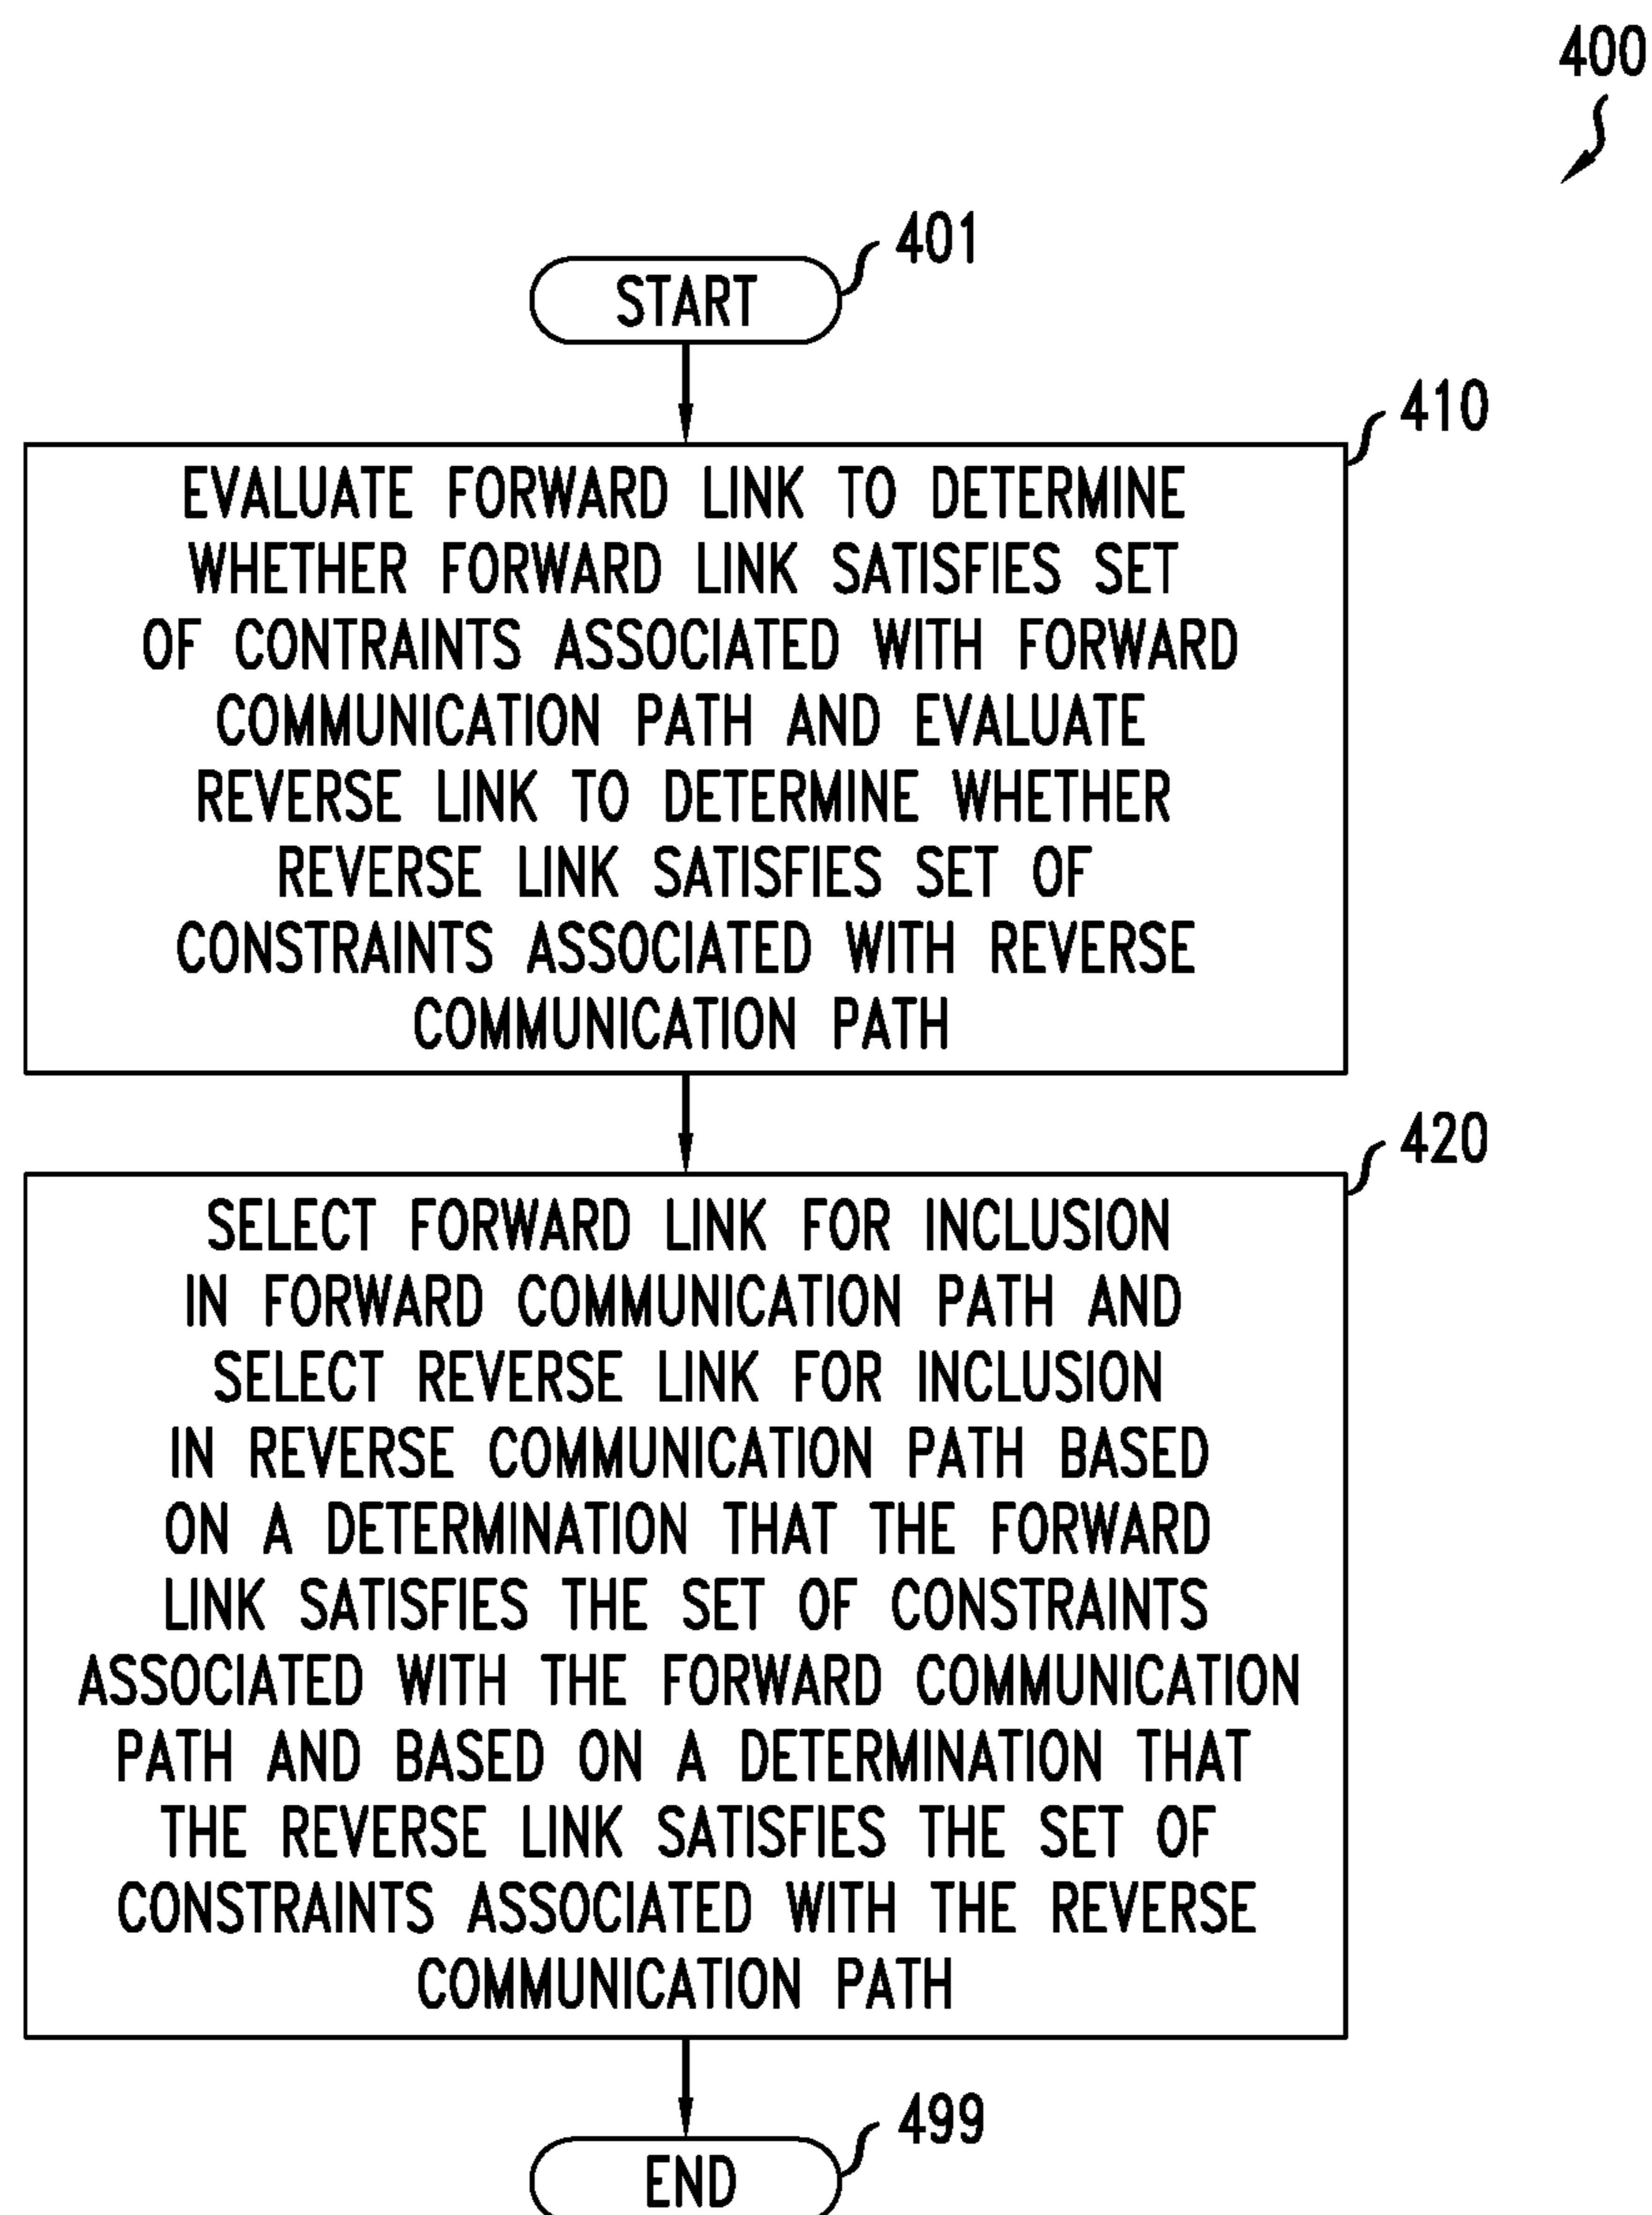 400
401
START
410
EVALUATE FORWARD LINK TO DETERMINE
WHETHER FORWARD LINK SATISFIES SET
OF CONTRAINTS ASSOCIATED WITH FORWARD
COMMUNICATION PATH AND EVALUATE
REVERSE LINK TO DETERMINE WHETHER
REVERSE LINK SATISFIES SET OF
CONSTRAINTS ASSOCIATED WITH REVERSE
COMMUNICATION PATH
420
SELECT FORWARD LINK FOR INCLUSION
IN FORWARD COMMUNICATION PATH AND
SELECT REVERSE LINK FOR INCLUSION
IN REVERSE COMMUNICATION PATH BASED
ON A DETERMINATION THAT THE FORWARD
LINK SATISFIES THE SET OF CONSTRAINTS
ASSOCIATED WITH THE FORWARD COMMUNICATION
PATH AND BASED ON A DETERMINATION THAT
THE REVERSE LINK SATISFIES THE SET OF
CONSTRAINTS ASSOCIATED WITH THE REVERSE
COMMUNICATION PATH
499
END